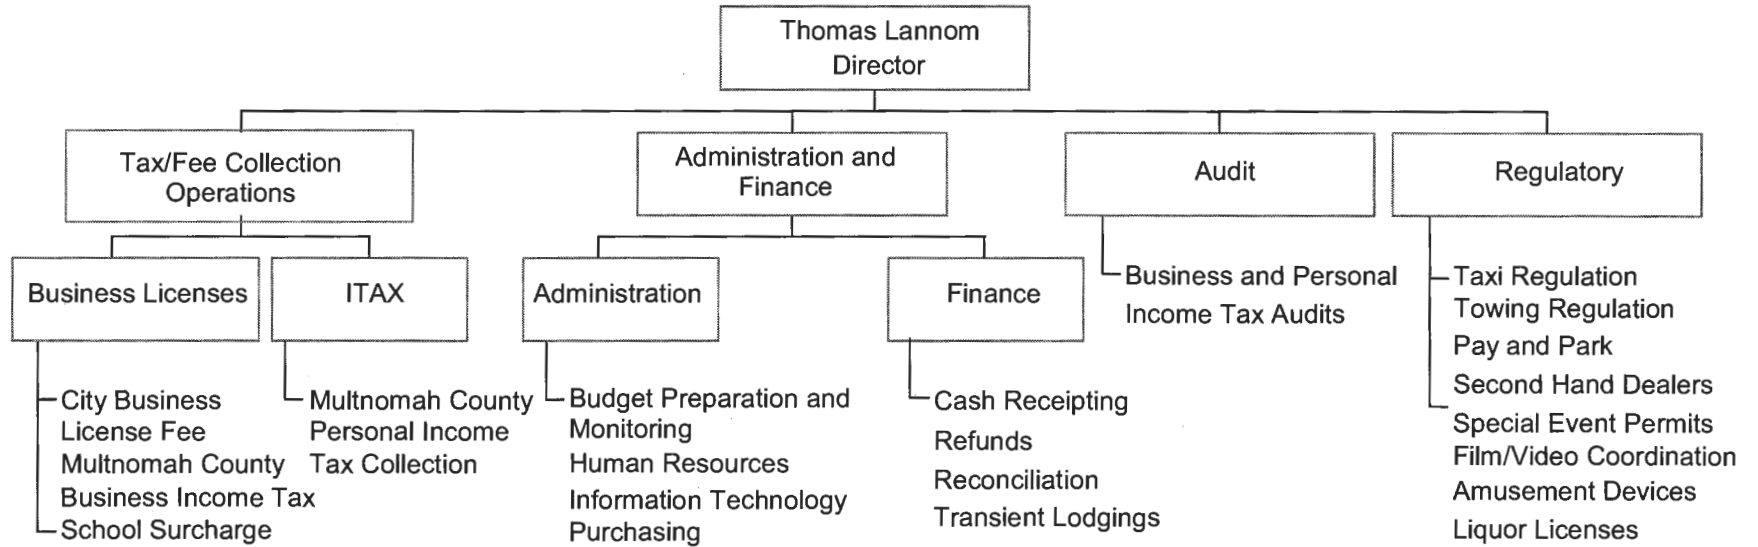 Thomas Lannom
Director
Tax/Fee Collection
Operations
Administration and
Finance
Audit
Regulatory
Business Licenses
ITAX
Administration
Finance
City Business
License Fee
Multnomah County
Business Income Tax
School Surcharge
Multnomah County
Personal Income
Tax Collection
Budget Preparation and
Monitoring
Human Resources
Information Technology
Purchasing
Cash Receipting
Refunds
Reconciliation
Transient Lodgings
Business and Personal
Income Tax Audits
Taxi Regulation
Towing Regulation
Pay and Park
Second Hand Dealers
Special Event Permits
Film/Video Coordination
Amusement Devices
Liquor Licenses